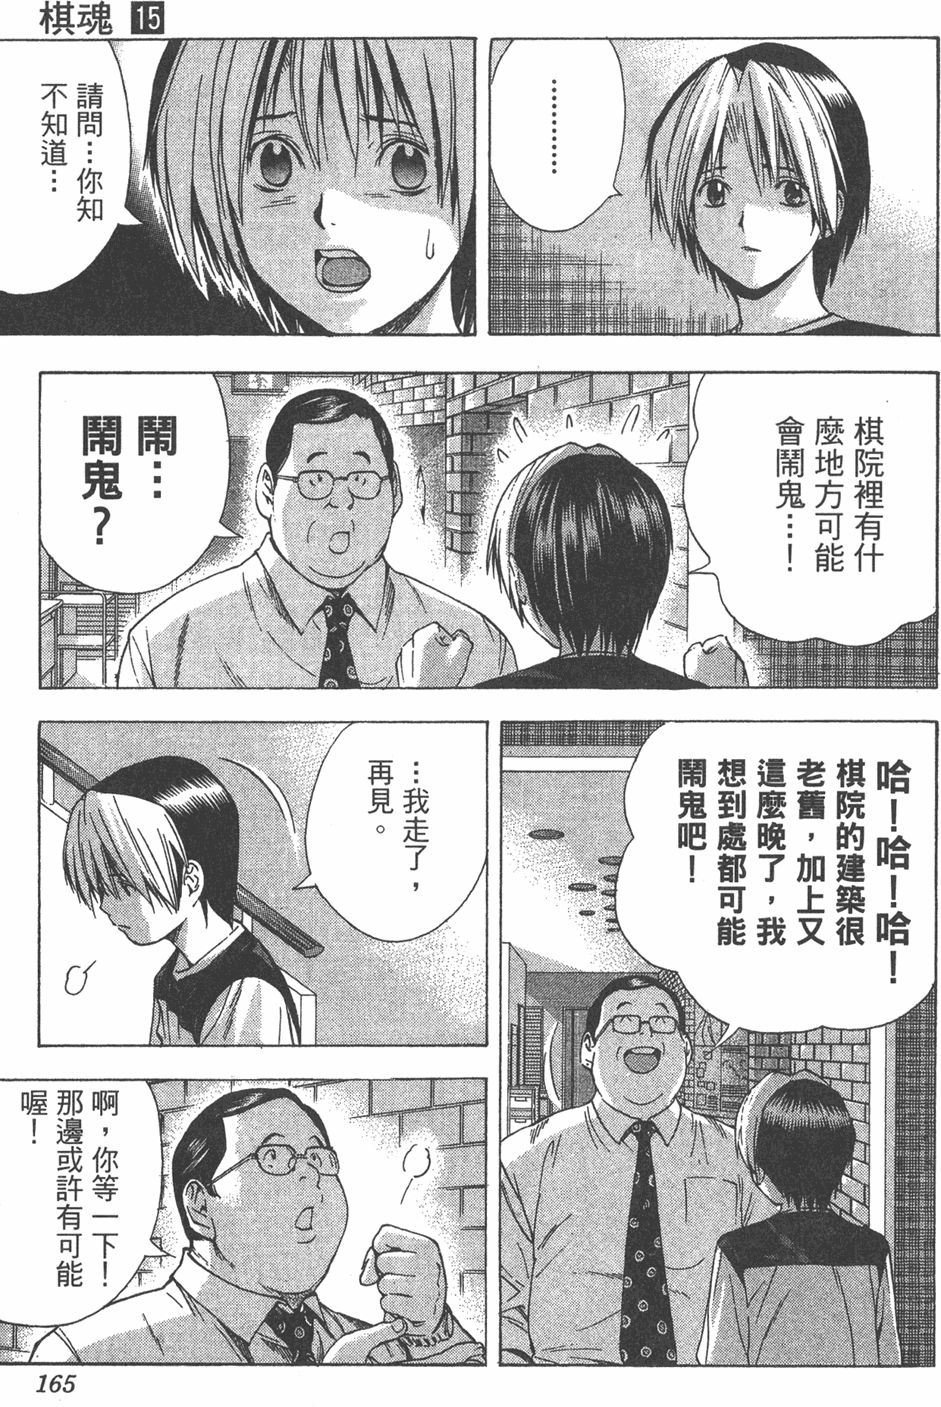 棋魂 15
…………
請問…你知
不知道…
棋院裡有什
麼地方可能
會鬧鬼…！
鬧…
鬧鬼？
哈！哈！哈！
棋院的建築很
老舊，加上又
這麼晚了，我
想到處都可能
鬧鬼吧！
…我走了，
再見。
啊，你等一下！
那邊或許有可能
喔！
165